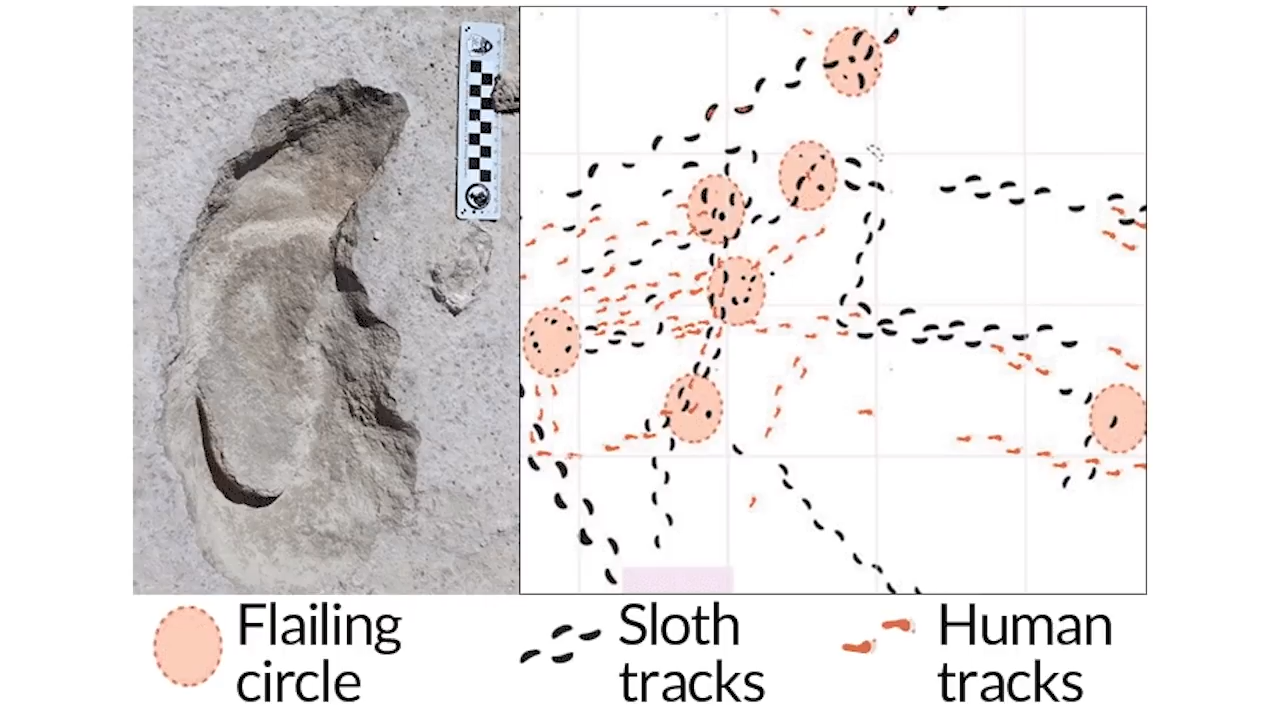 Flailing
circle
Sloth
tracks
Human
tracks